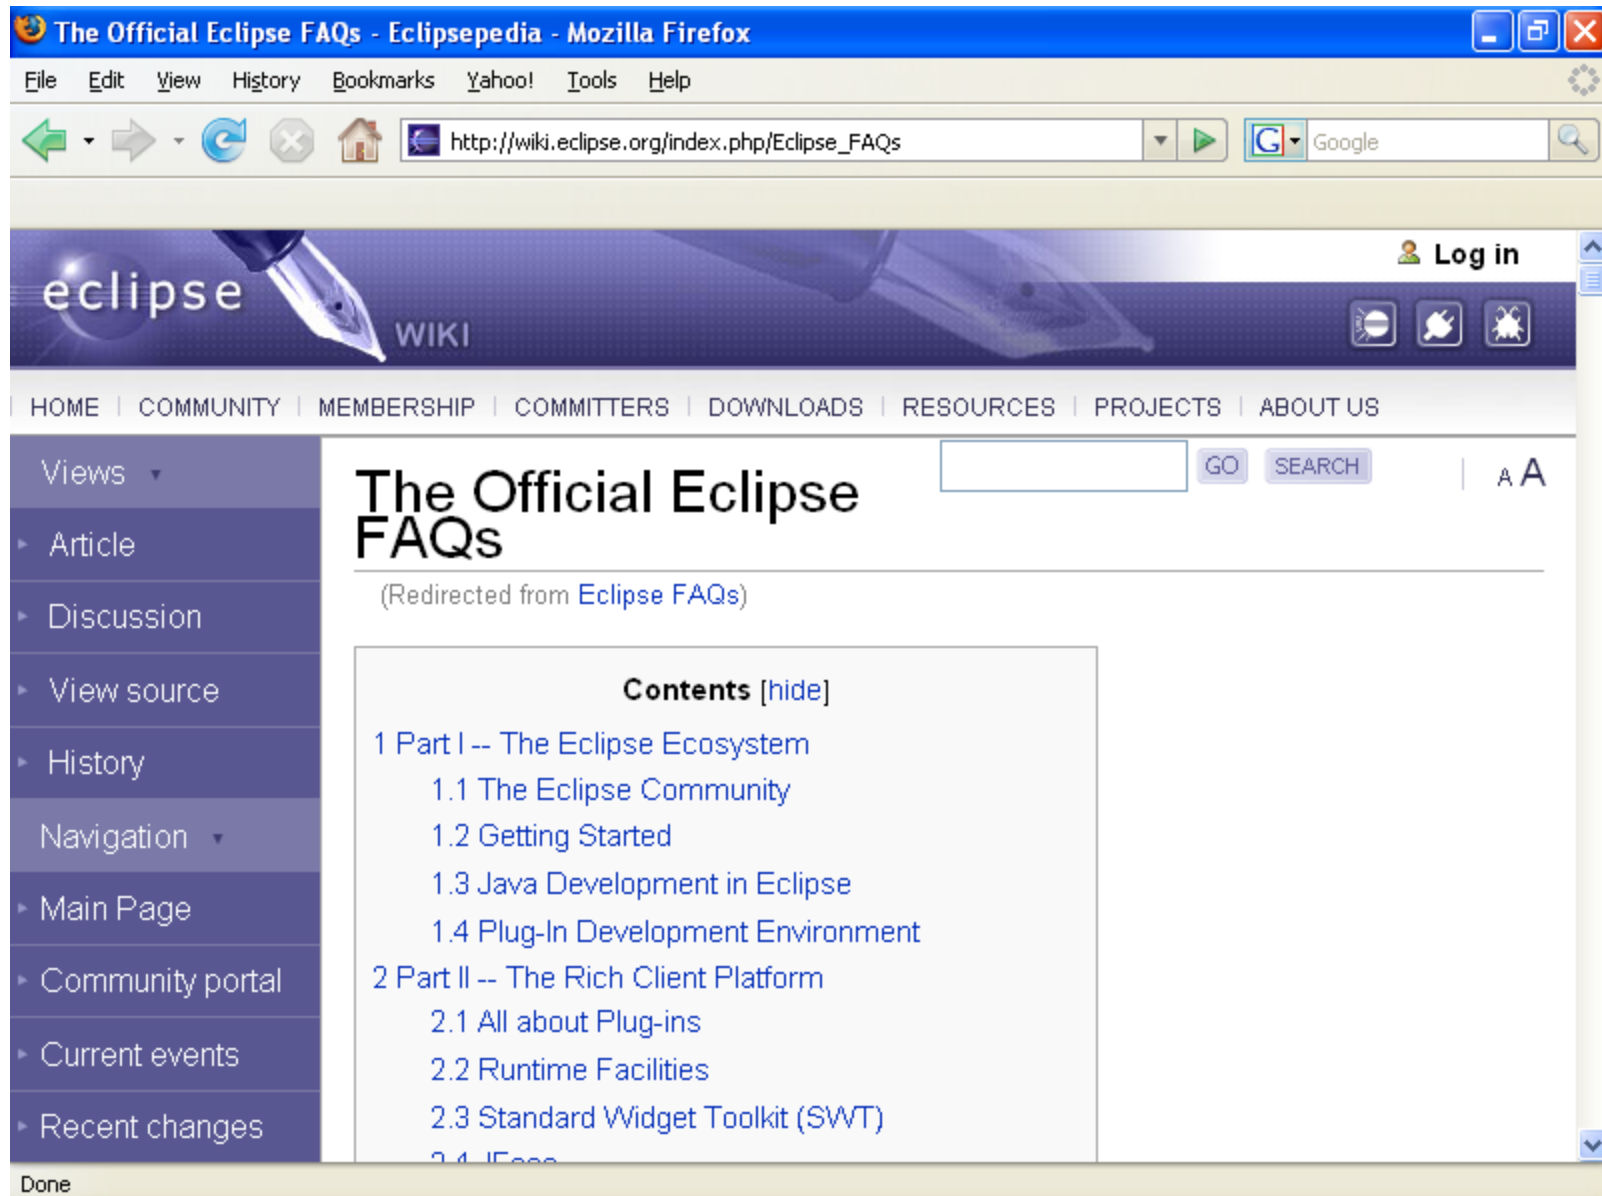 The Official Eclipse FAQs - Eclipsepedia - Mozilla Firefox
File Edit View History Bookmarks Yahoo! Tools Help
http://wiki.eclipse.org/index.php/Eclipse_FAQs G Google
Log in
eclipse
WIKI
HOME | COMMUNITY | MEMBERSHIP | COMMITTERS | DOWNLOADS | RESOURCES | PROJECTS | ABOUT US
Views
Article
Discussion
View source
History
Navigation
Main Page
Community portal
Current events
Recent changes
GO SEARCH A A
The Official Eclipse
FAQs
(Redirected from Eclipse FAQs)
Contents [hide]
1 Part I -- The Eclipse Ecosystem
1.1 The Eclipse Community
1.2 Getting Started
1.3 Java Development in Eclipse
1.4 Plug-In Development Environment
2 Part II -- The Rich Client Platform
2.1 All about Plug-ins
2.2 Runtime Facilities
2.3 Standard Widget Toolkit (SWT)
Done